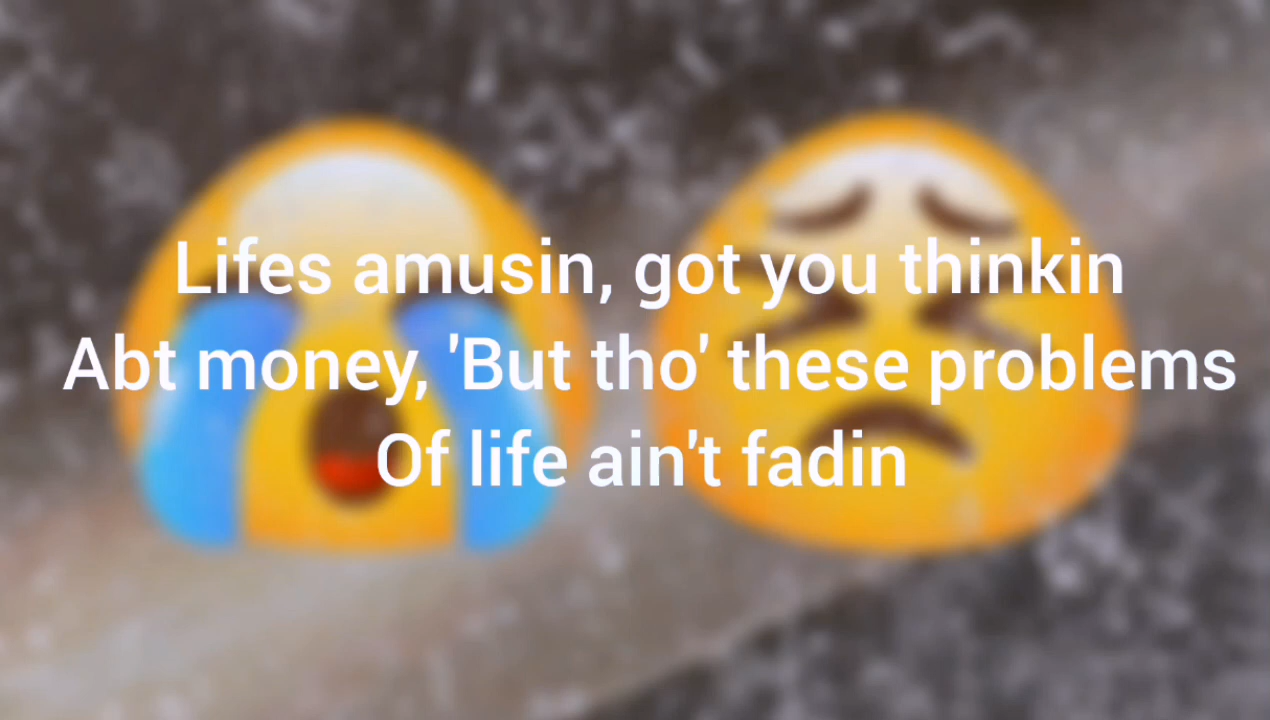 Lifes amusin, got you thinkin
Abt money, 'But tho' these problems
Of life ain't fadin